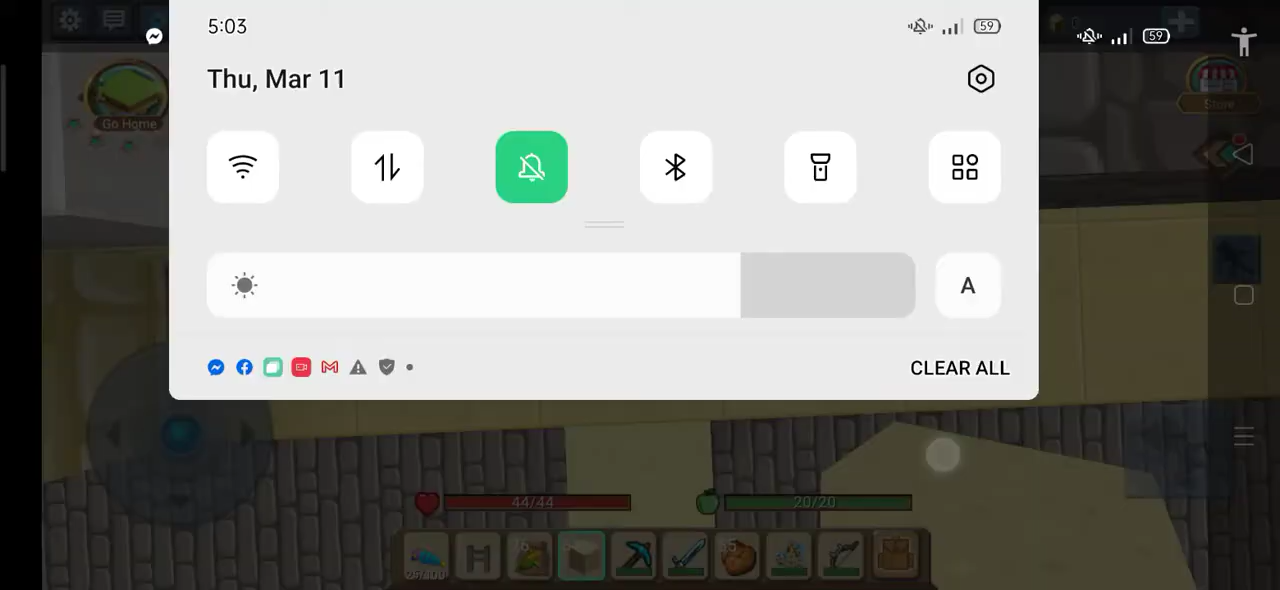 5:03
59
59
Thu, Mar 11
Go Home
Store
A
CLEAR ALL
44/44
20/20